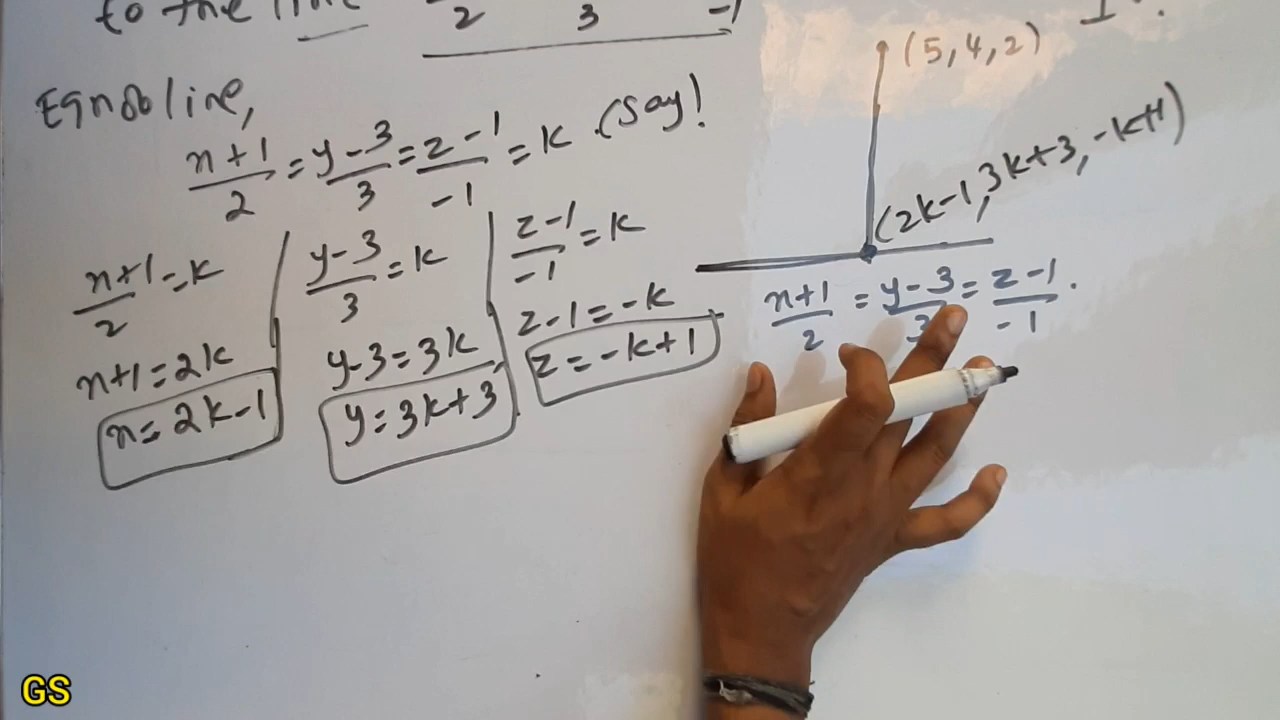 to the line
2 3 -1
Eqn of line,
x+1/2 = y-3/3 = z-1/-1 = k (say)
x+1/2 = k
x+1 = 2k
x = 2k-1
y-3/3 = k
y-3 = 3k
y = 3k+3
z-1/-1 = k
z-1 = -k
z = -k+1
(5,4,2)
(2k-1, 3k+3, -k+1)
x+1/2 = y-3/3 = z-1/-1 .
GS